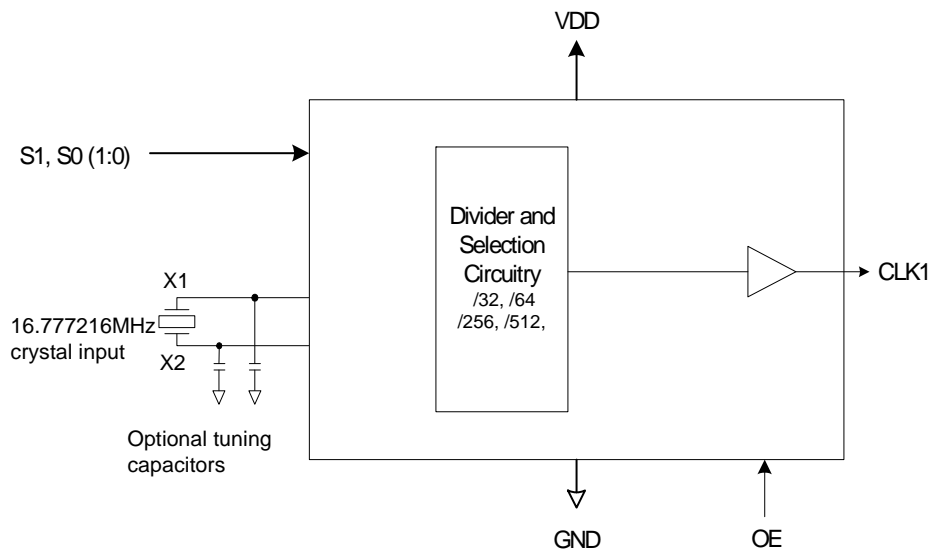 VDD
S1, S0 (1:0)
Divider and
Selection
Circuitry
/32, /64
/256, /512,
CLK1
X1
16.777216MHz
crystal input
X2
Optional tuning
capacitors
GND
OE